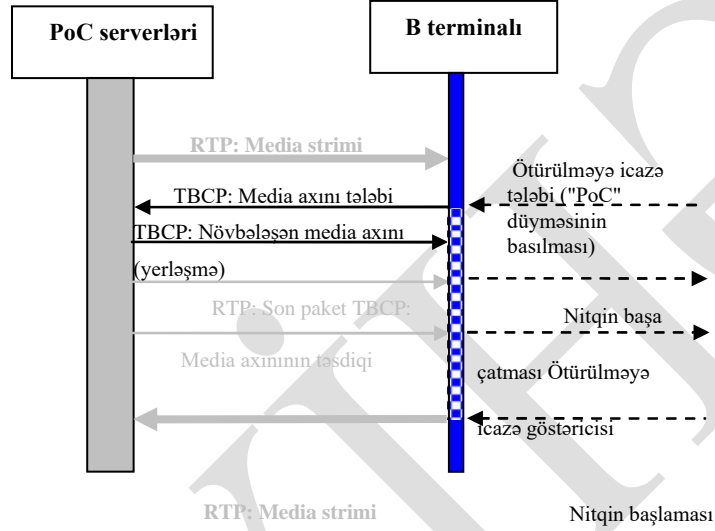 PoC serverləri
B terminalı
RTP: Media strimi
Ötürülməyə icazə
tələbi ("PoC"
düyməsinin
basılması)
TBCP: Media axını tələbi
TBCP: Növbələşən media axını
(yerləşmə)
RTP: Son paket TBCP:
Nitqin başa
Media axınının təsdiqi
çatması Ötürülməyə
icazə göstəricisi
RTP: Media strimi
Nitqin başlaması